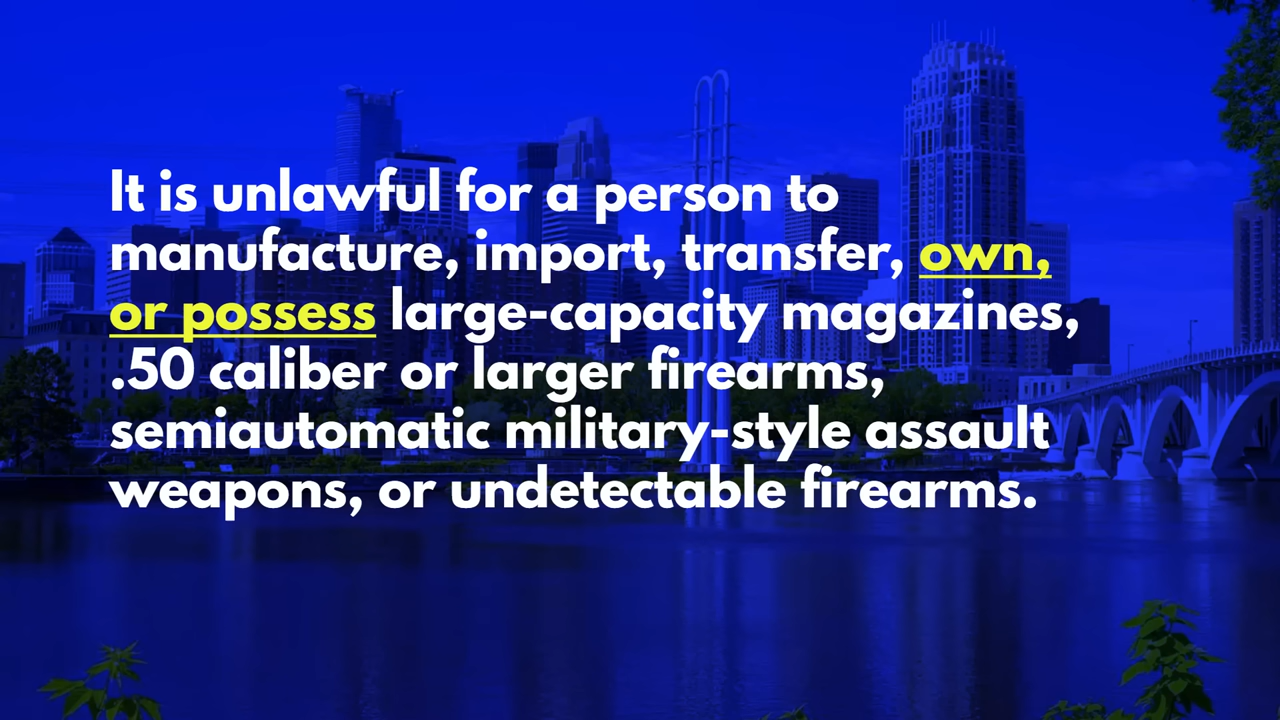 It is unlawful for a person to
manufacture, import, transfer, own,
or possess large-capacity magazines,
.50 caliber or larger firearms,
semiautomatic military-style assault
weapons, or undetectable firearms.